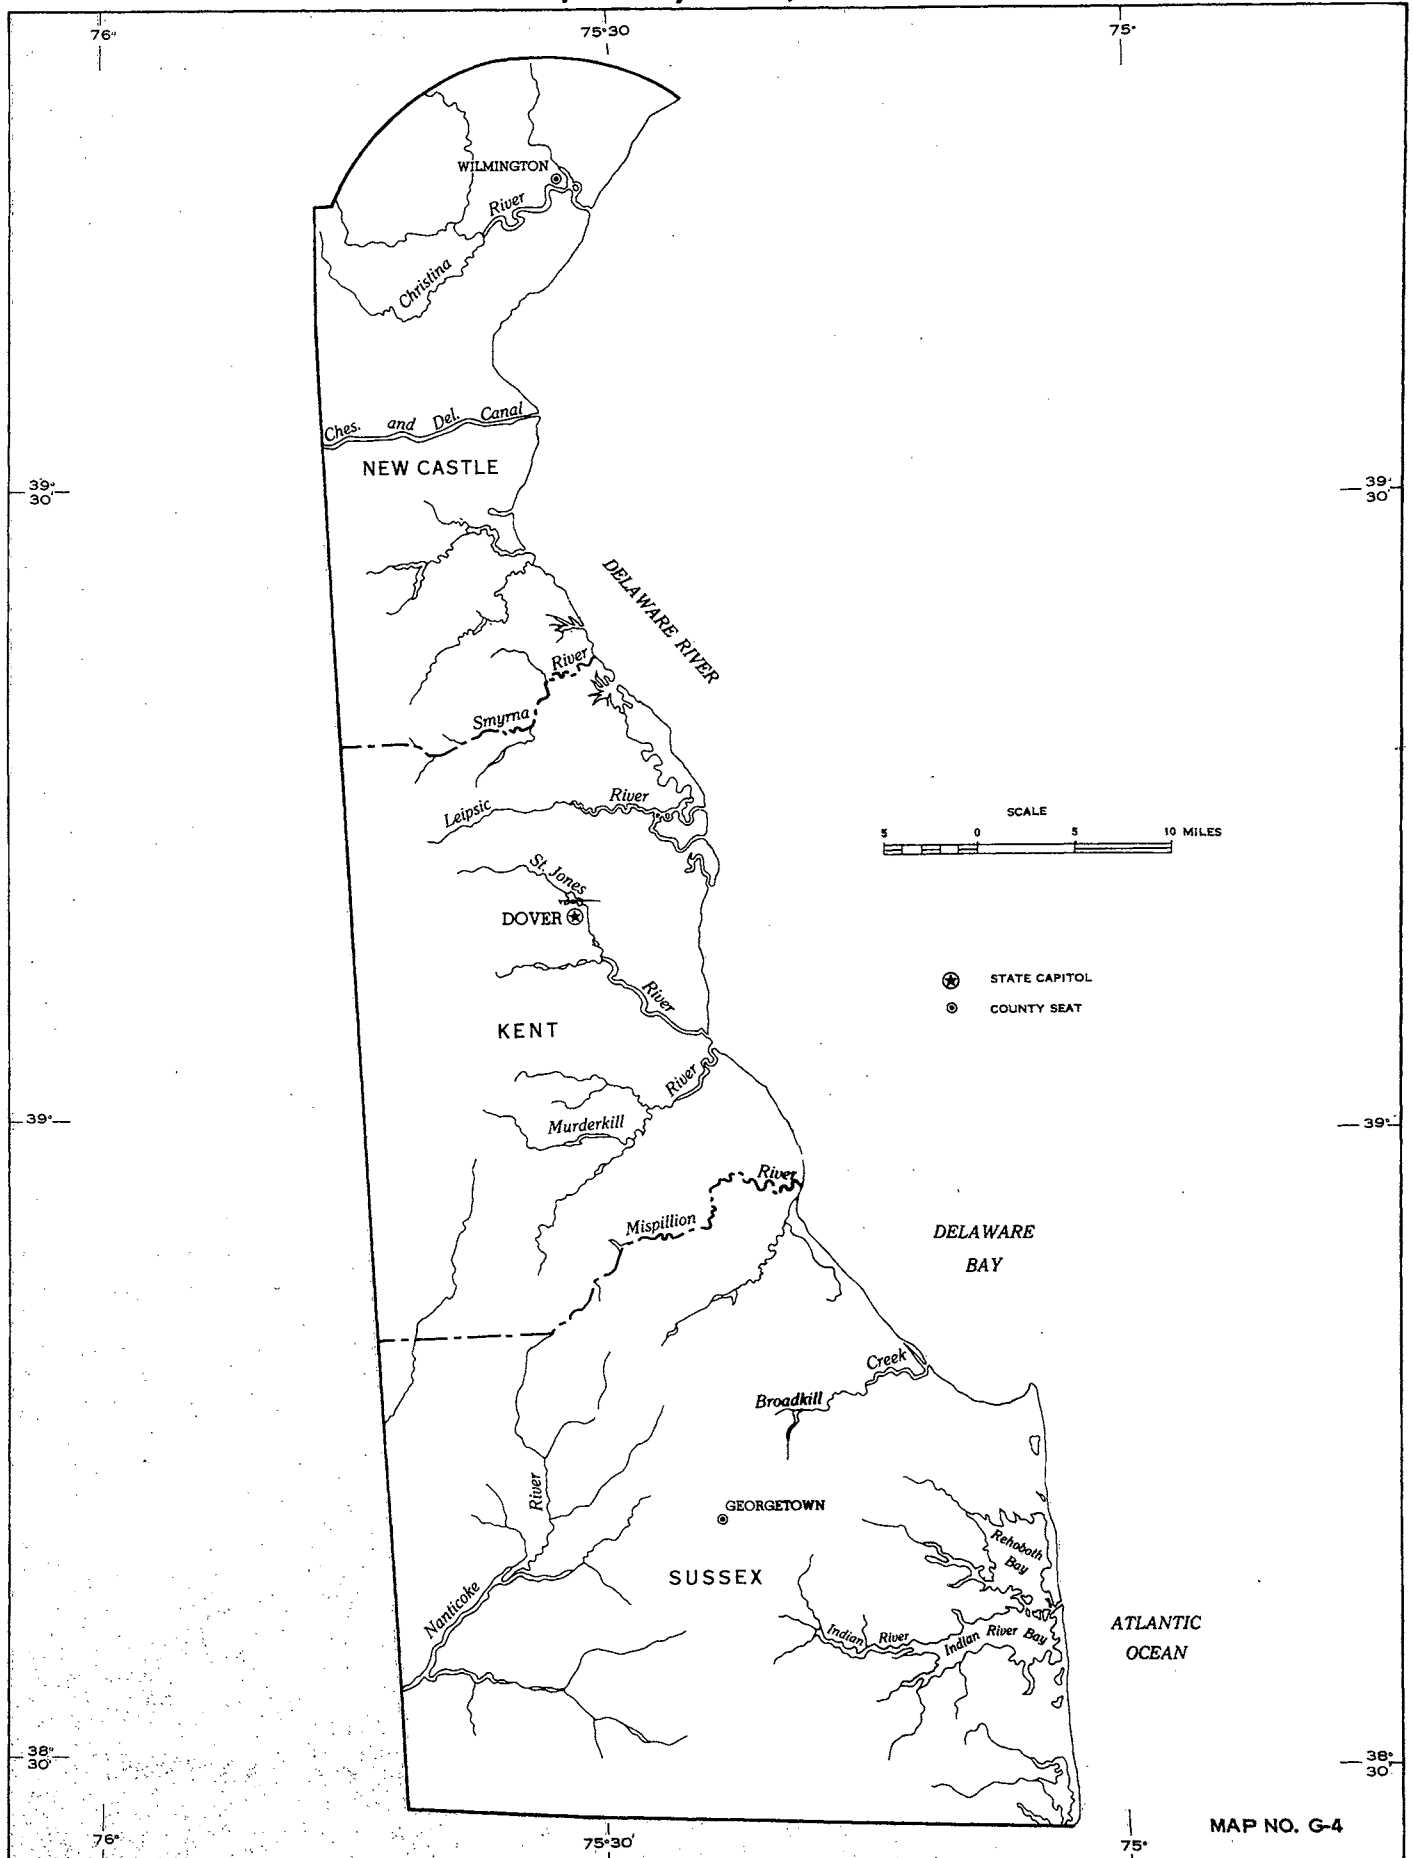 76° 75°30 75°
WILMINGTON
River
Christina
Ches. and Del. Canal
NEW CASTLE
39° 39°
30' 30'
DELAWARE RIVER
River
Smyrna
River
Leipsic
SCALE
5 0 5 10 MILES
St. Jones
DOVER
STATE CAPITOL
River
COUNTY SEAT
KENT
River
Murderkill
39° 39°
River
Mispillion
DELAWARE
BAY
Creek
Broadkill
River
GEORGETOWN
Rehoboth
Bay
SUSSEX
Nanticoke
Indian River
Indian River Bay
ATLANTIC
OCEAN
38° 38°
30' 30'
MAP NO. G-4
76° 75°30 75°